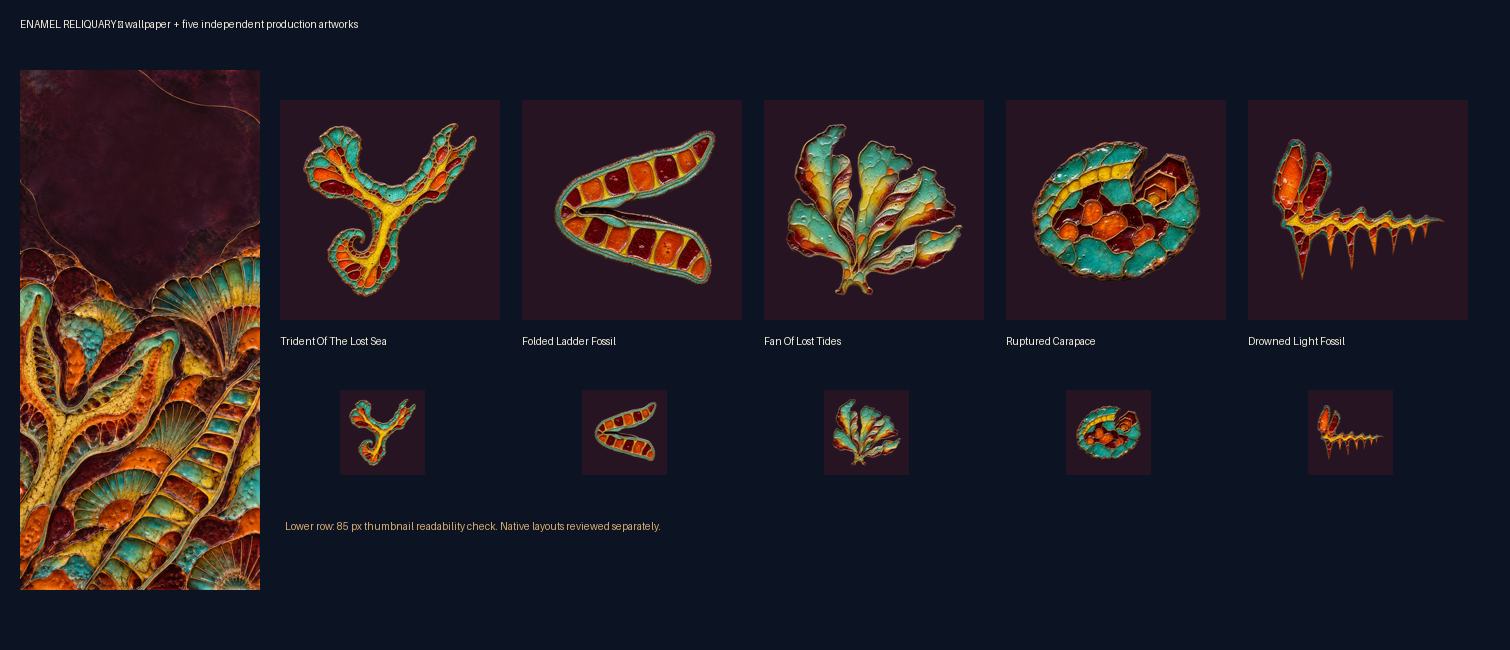 ENAMEL RELIQUARY wallpaper + five independent production artworks
Trident Of The Lost Sea
Folded Ladder Fossil
Fan Of Lost Tides
Ruptured Carapace
Drowned Light Fossil
Lower row: 85 px thumbnail readability check. Native layouts reviewed separately.